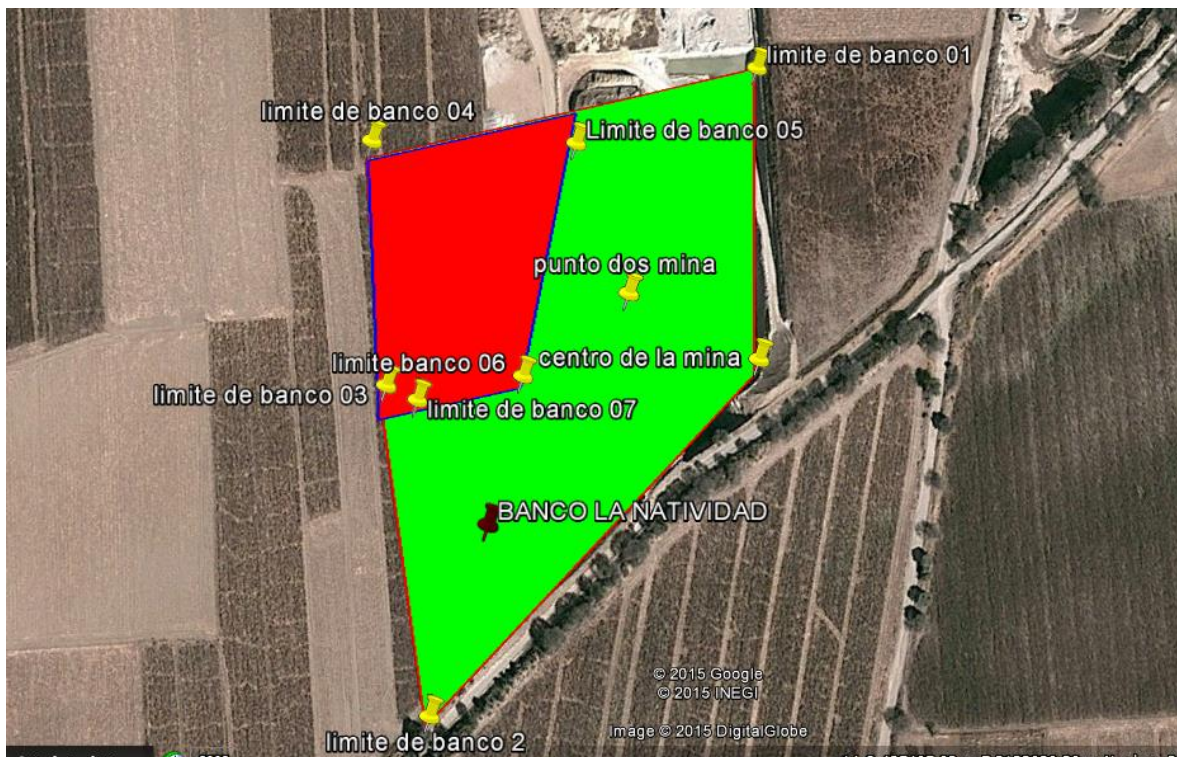 limite de banco 01
limite de banco 04
Limite de banco 05
punto dos mina
limite banco 06
centro de la mina
limite de banco 03
limite de banco 07
BANCO LA NATIVIDAD
© 2015 Google
© 2015 INEGI
Image © 2015 DigitalGlobe
limite de banco 2